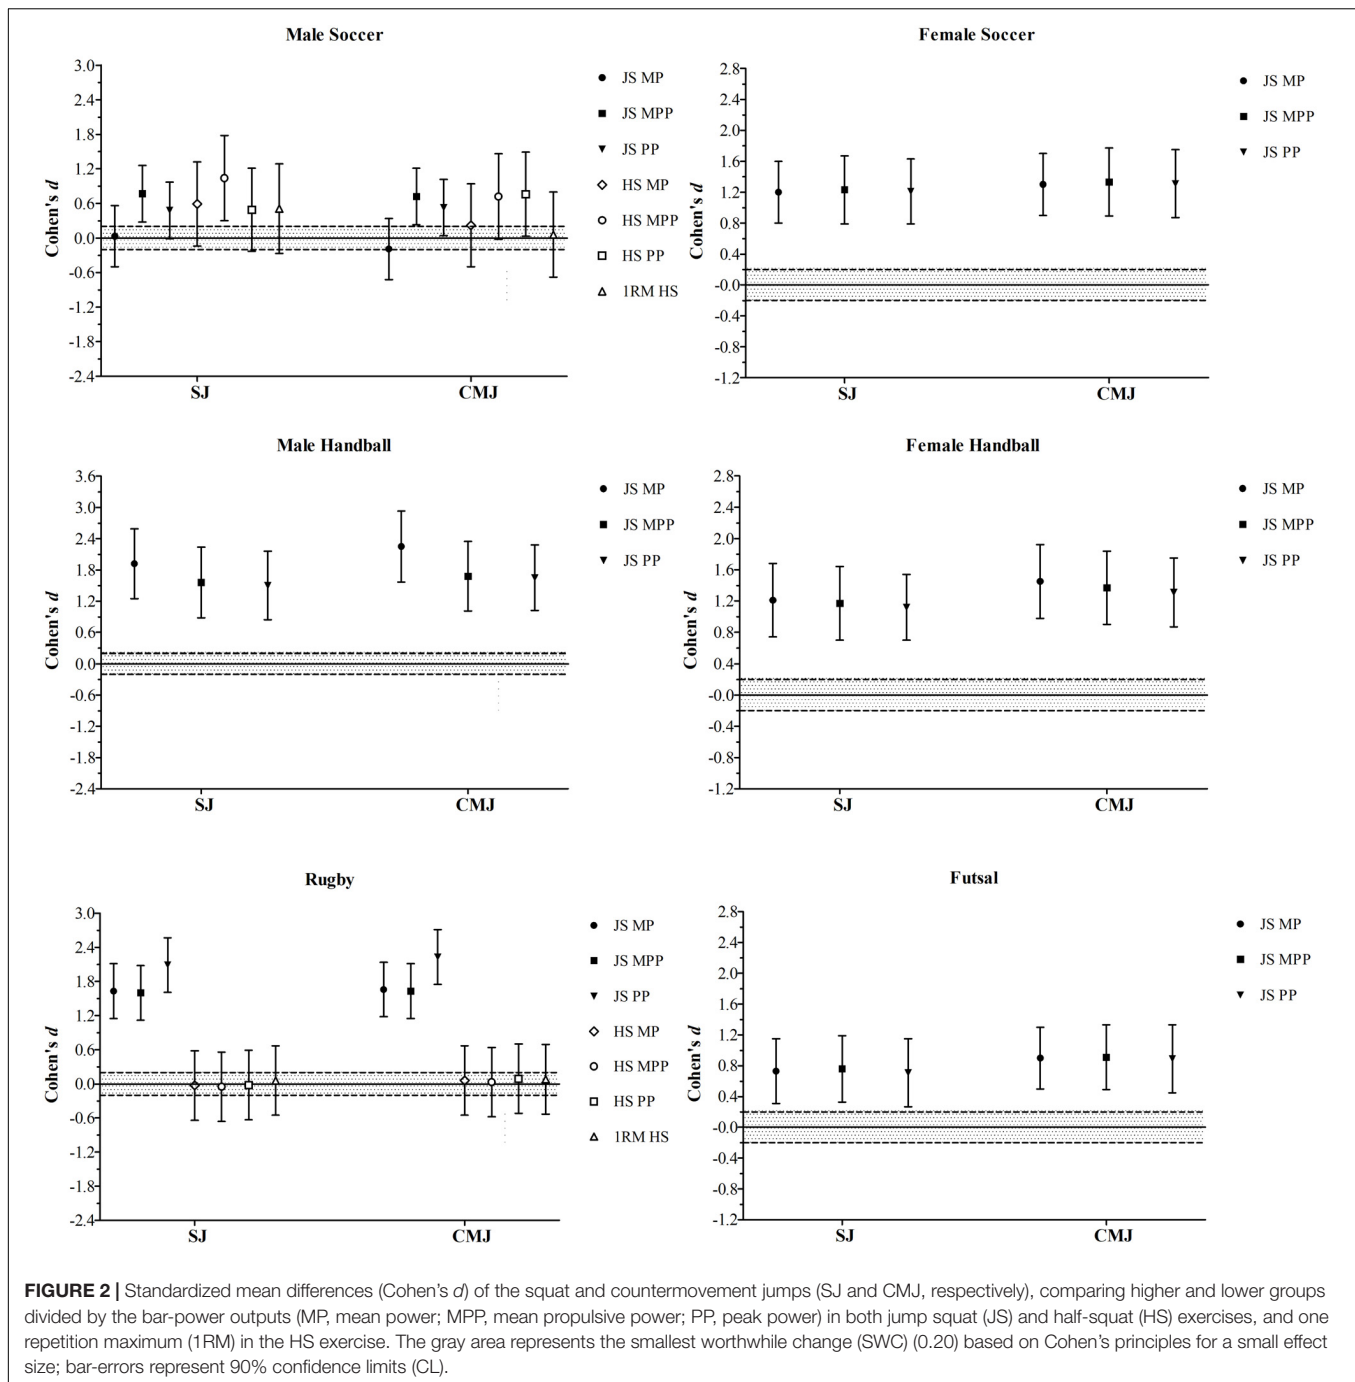 Male Soccer
3.0
2.4
1.8
1.2
0.6
0.0
-0.6
-1.2
-1.8
-2.4
Cohen's d
SJ
CMJ
JS MP
JS MPP
JS PP
HS MP
HS MPP
HS PP
1RM HS
Female Soccer
2.8
2.4
2.0
1.6
1.2
0.8
0.4
-0.0
-0.4
-0.8
-1.2
Cohen's d
SJ
CMJ
JS MP
JS MPP
JS PP
Male Handball
3.6
3.0
2.4
1.8
1.2
0.6
0.0
-0.6
-1.2
-1.8
-2.4
Cohen's d
SJ
CMJ
JS MP
JS MPP
JS PP
Female Handball
2.8
2.4
2.0
1.6
1.2
0.8
0.4
-0.0
-0.4
-0.8
-1.2
Cohen's d
SJ
CMJ
JS MP
JS MPP
JS PP
Rugby
3.0
2.4
1.8
1.2
0.6
0.0
-0.6
-1.2
-1.8
-2.4
Cohen's d
SJ
CMJ
JS MP
JS MPP
JS PP
HS MP
HS MPP
HS PP
1RM HS
Futsal
2.8
2.4
2.0
1.6
1.2
0.8
0.4
-0.0
-0.4
-0.8
-1.2
Cohen's d
SJ
CMJ
JS MP
JS MPP
JS PP
FIGURE 2 | Standardized mean differences (Cohen's d) of the squat and countermovement jumps (SJ and CMJ, respectively), comparing higher and lower groups
divided by the bar-power outputs (MP, mean power; MPP, mean propulsive power; PP, peak power) in both jump squat (JS) and half-squat (HS) exercises, and one
repetition maximum (1RM) in the HS exercise. The gray area represents the smallest worthwhile change (SWC) (0.20) based on Cohen's principles for a small effect
size; bar-errors represent 90% confidence limits (CL).